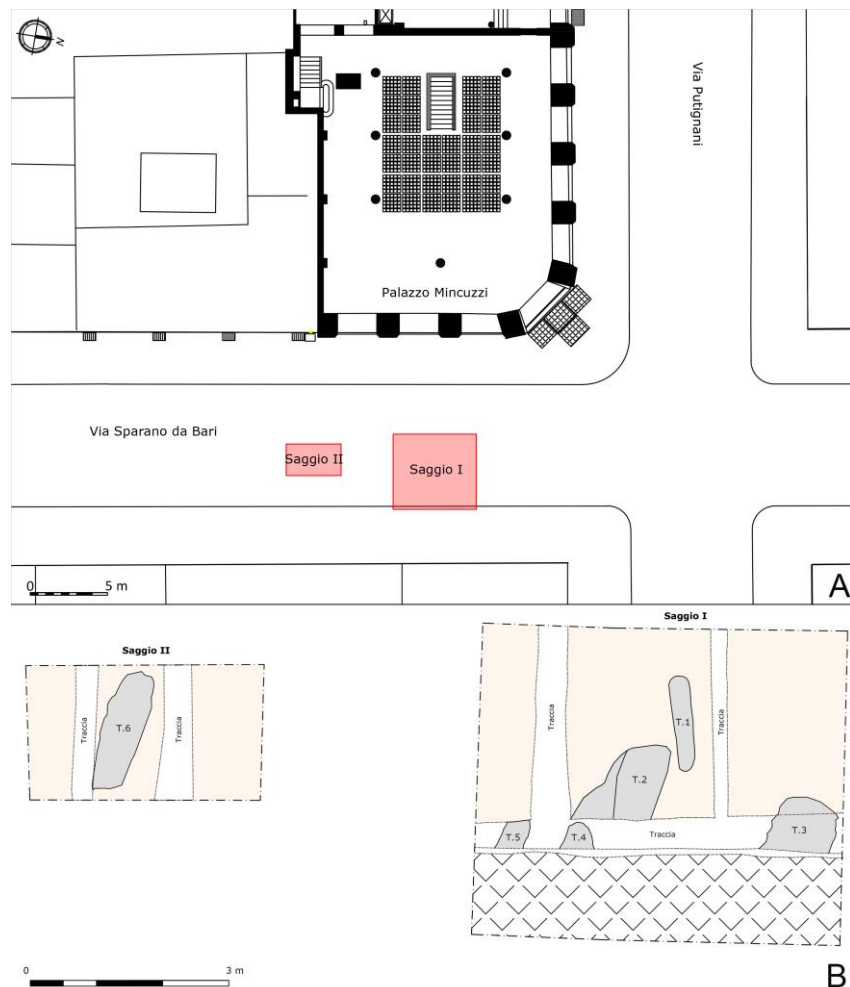 N
Via Putignani
Palazzo Mincuzzi
Via Sparano da Bari
Saggio II
Saggio I
0 5 m
A
Saggio I
Saggio II
T.6
Traccia
Traccia
Traccia
T.1
Traccia
T.2
T.3
T.5
T.4
Traccia
0 3 m
B